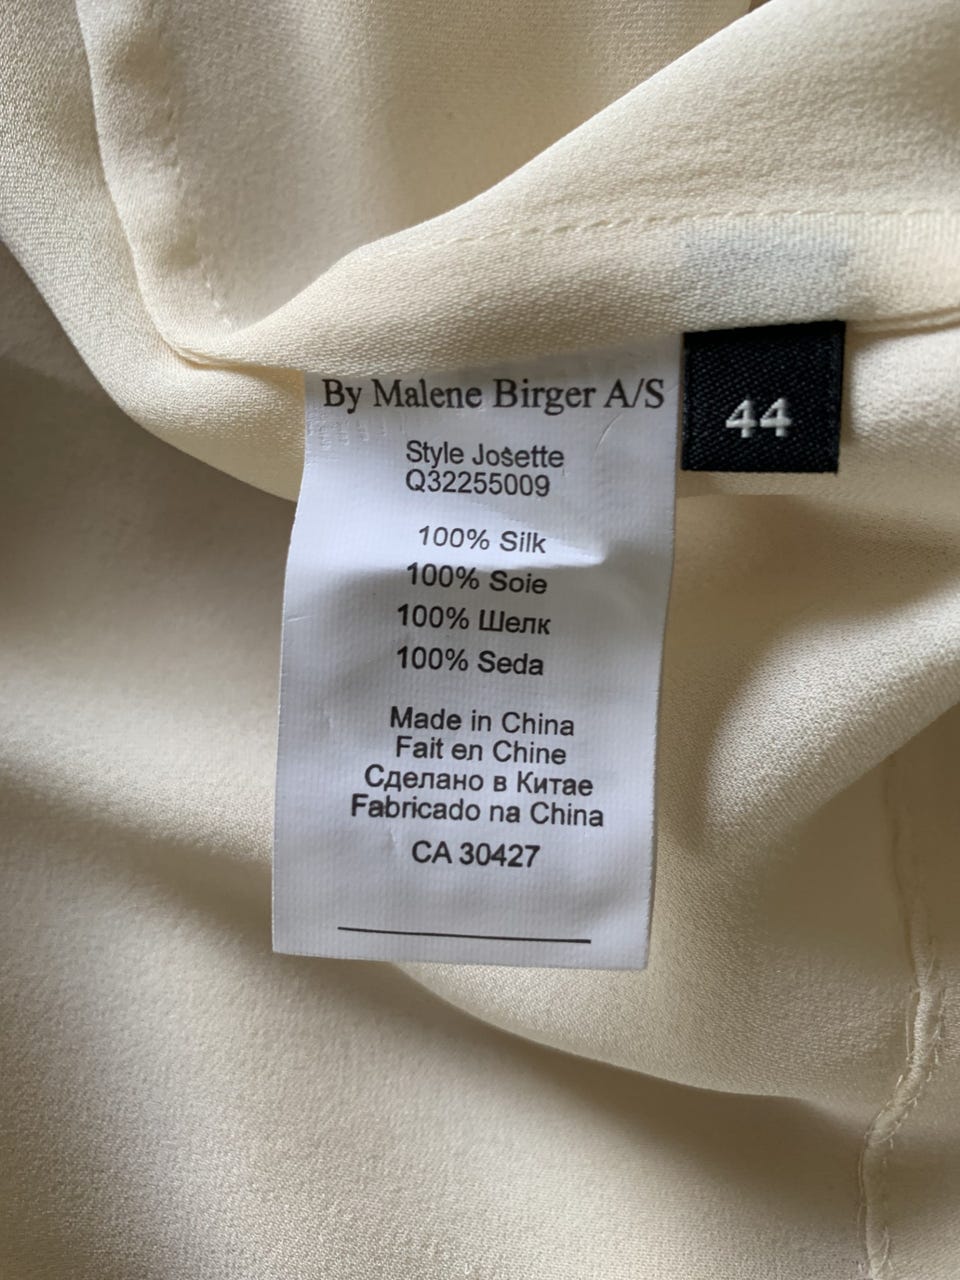 By Malene Birger A/S
44
Style Josette
Q32255009
100% Silk
100% Soie
100% Шелк
100% Seda
Made in China
Fait en Chine
Сделано в Китае
Fabricado na China
CA 30427